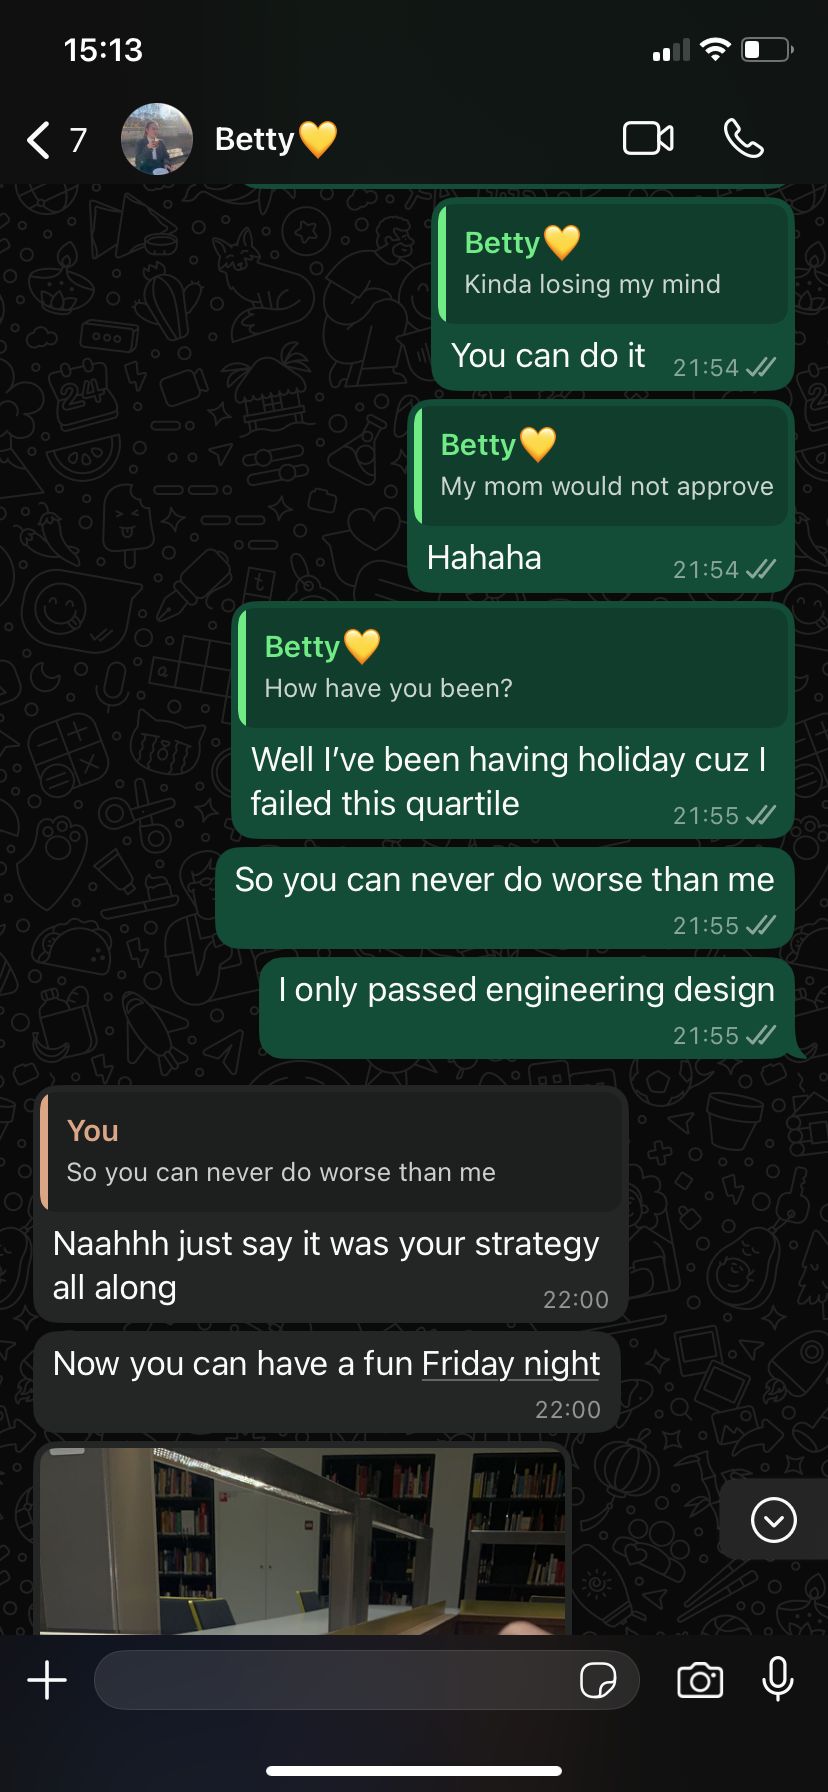 15:13
7
Betty💛
Betty💛
Kinda losing my mind
You can do it
21:54
Betty💛
My mom would not approve
Hahaha
21:54
Betty💛
How have you been?
Well I’ve been having holiday cuz I
failed this quartile
21:55
So you can never do worse than me
21:55
I only passed engineering design
21:55
You
So you can never do worse than me
Naahhh just say it was your strategy
all along
22:00
Now you can have a fun Friday night
22:00